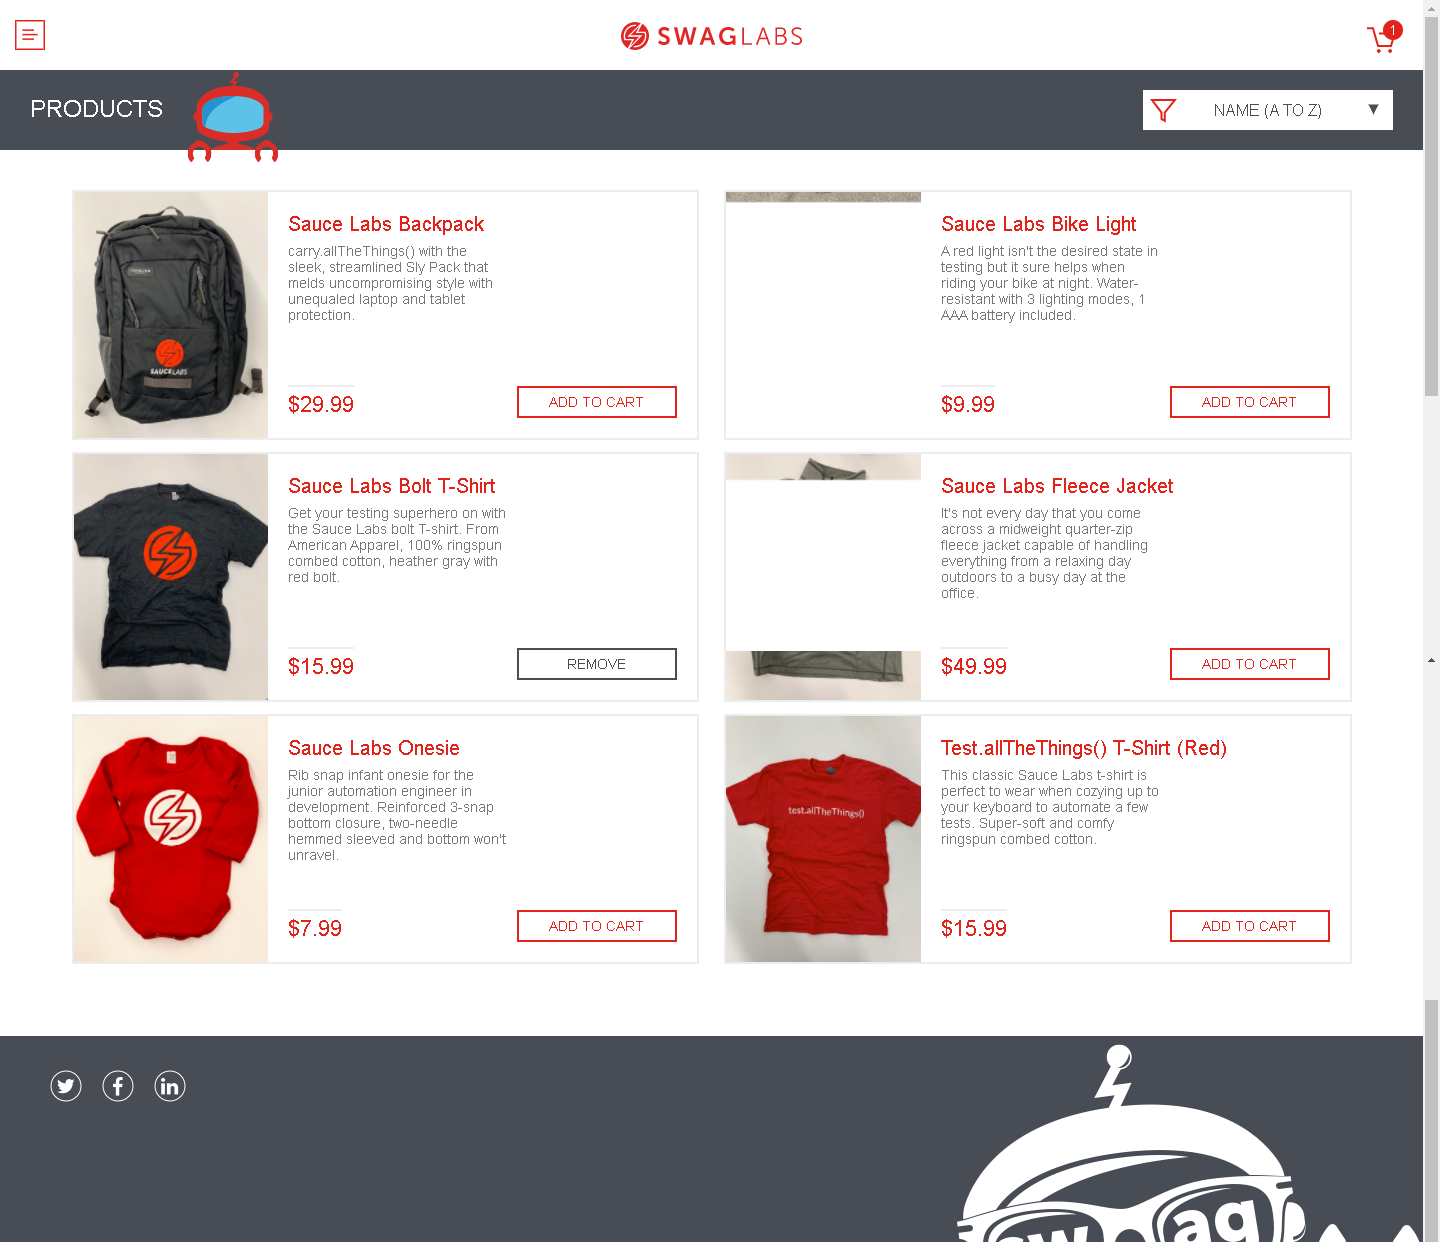 SWAGLABS
1
PRODUCTS
NAME (A TO Z)
Sauce Labs Backpack
carry.allTheThings() with the
sleek, streamlined Sly Pack that
melds uncompromising style with
unequaled laptop and tablet
protection.
SAUCELABS
$29.99
ADD TO CART
Sauce Labs Bike Light
A red light isn't the desired state in
testing but it sure helps when
riding your bike at night. Water-
resistant with 3 lighting modes, 1
AAA battery included.
$9.99
ADD TO CART
Sauce Labs Bolt T-Shirt
Get your testing superhero on with
the Sauce Labs bolt T-shirt. From
American Apparel, 100% ringspun
combed cotton, heather gray with
red bolt.
$15.99
REMOVE
Sauce Labs Fleece Jacket
It's not every day that you come
across a midweight quarter-zip
fleece jacket capable of handling
everything from a relaxing day
outdoors to a busy day at the
office.
$49.99
ADD TO CART
Sauce Labs Onesie
Rib snap infant onesie for the
junior automation engineer in
development. Reinforced 3-snap
bottom closure, two-needle
hemmed sleeved and bottom won't
unravel.
$7.99
ADD TO CART
Test.allTheThings() T-Shirt (Red)
This classic Sauce Labs t-shirt is
perfect to wear when cozying up to
your keyboard to automate a few
tests. Super-soft and comfy
ringspun combed cotton.
test.allTheThings()
$15.99
ADD TO CART
sw ag